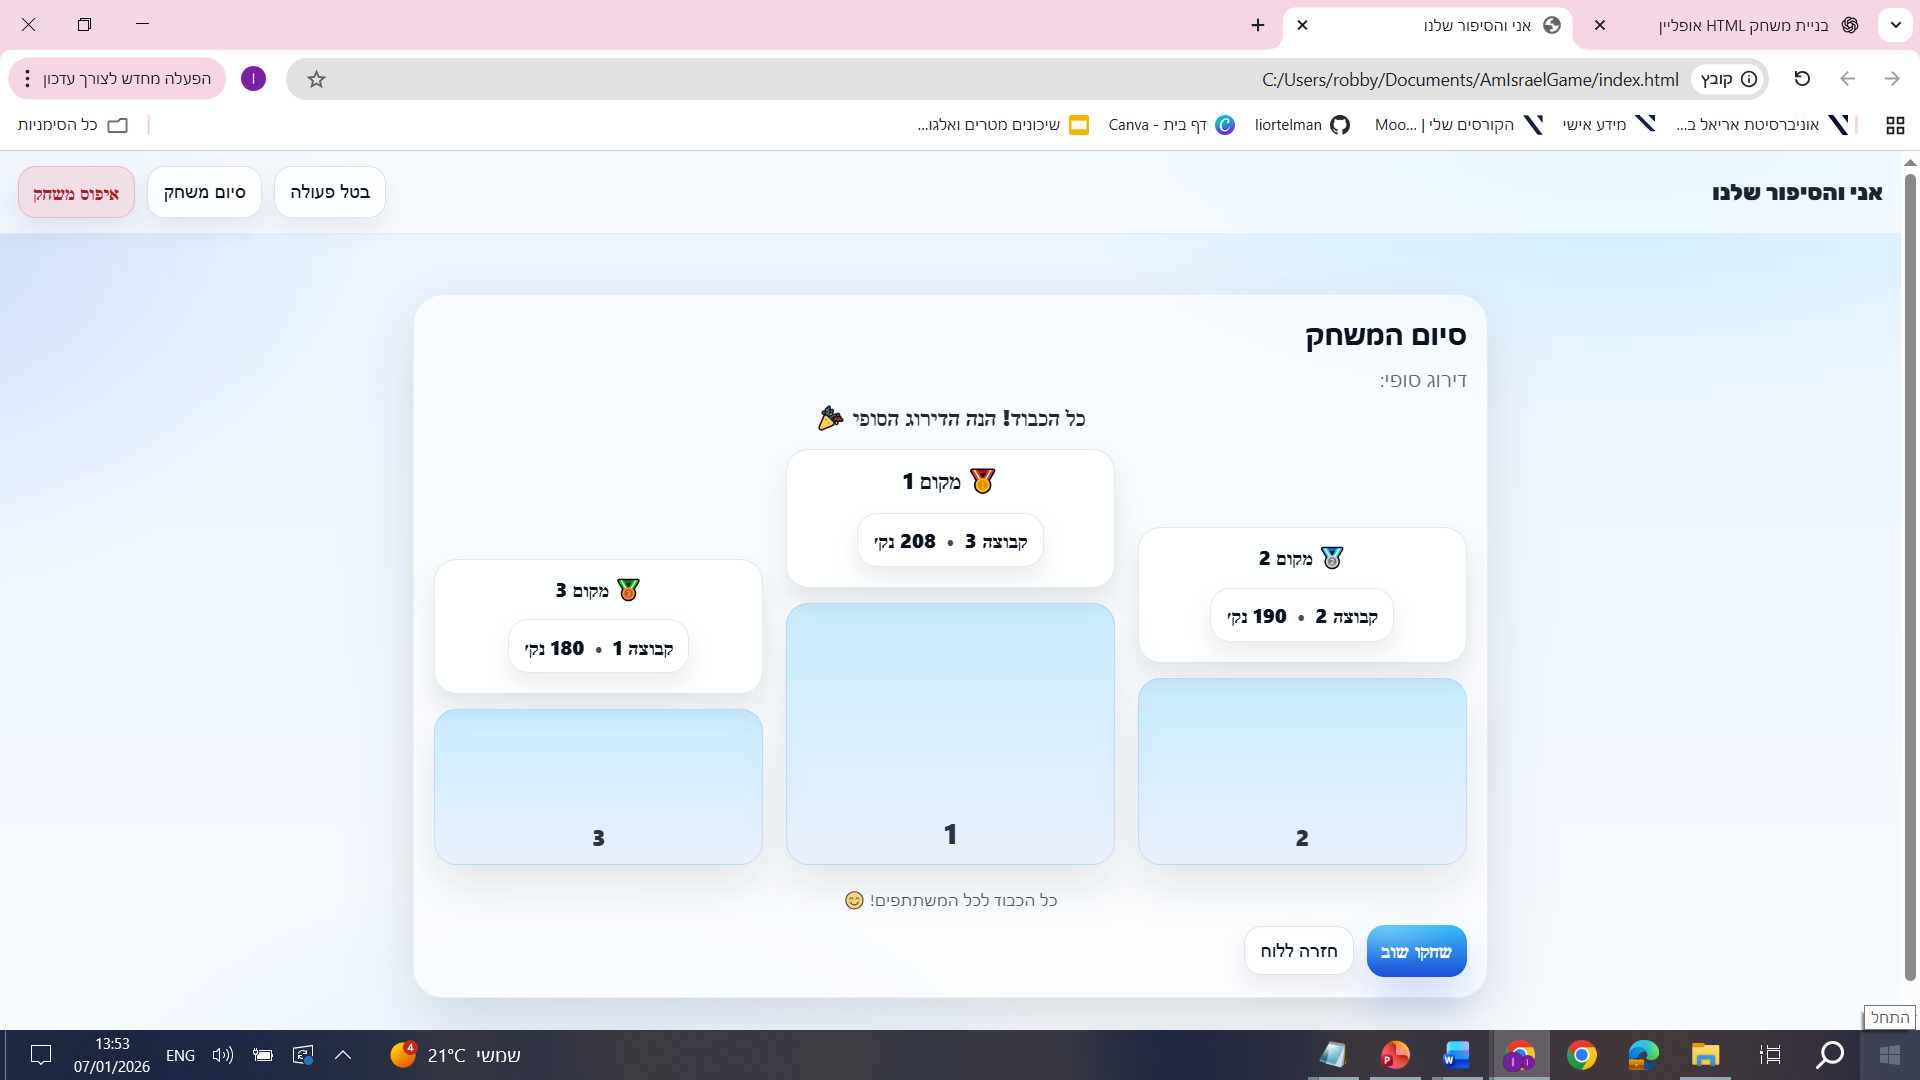 בניית משחק HTML אופליין
אני והסיפור שלנו
קובץ
C:/Users/robby/Documents/AmIsraelGame/index.html
הפעלה מחדש לצורך עדכון
אוניברסיטת אריאל ב...
מידע אישי
הקורסים שלי | Moo...
liortelman
דף בית - Canva
שיכונים מטרים ואלגו...
כל הסימניות
אני והסיפור שלנו
בטל פעולה
סיום משחק
איפוס משחק
סיום המשחק
דירוג סופי:
כל הכבוד! הנה הדירוג הסופי 🎉
🥇 מקום 1
קבוצה 3 • 208 נק׳
🥈 מקום 2
קבוצה 2 • 190 נק׳
🥉 מקום 3
קבוצה 1 • 180 נק׳
2
1
3
כל הכבוד לכל המשתתפים! 😊
שחקו שוב
חזרה ללוח
התחל
4
21°C שמשי
ENG
13:53
07/01/2026